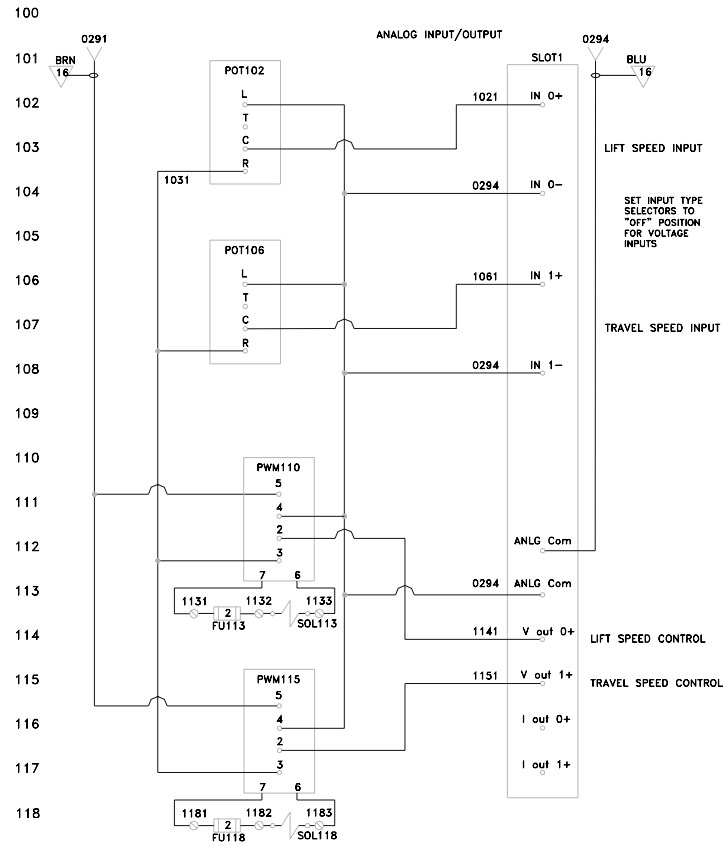 100
0291
ANALOG INPUT/OUTPUT
0294
101
BRN
16
POT102
SLOT1
BLU
16
102
L
1021
IN 0+
T
103
C
LIFT SPEED INPUT
R
1031
104
0294
IN 0-
SET INPUT TYPE
SELECTORS TO
"OFF" POSITION
FOR VOLTAGE
INPUTS
105
POT106
106
L
1061
IN 1+
T
107
C
TRAVEL SPEED INPUT
R
108
0294
IN 1-
109
110
PWM110
5
111
4
2
112
3
ANLG Com
7
6
113
0294
ANLG Com
1131
1132
1133
2
FU113
SOL113
114
1141
V out 0+
LIFT SPEED CONTROL
115
PWM115
1151
V out 1+
TRAVEL SPEED CONTROL
5
116
4
I out 0+
2
117
3
I out 1+
7
6
118
1181
1182
1183
2
FU118
SOL118